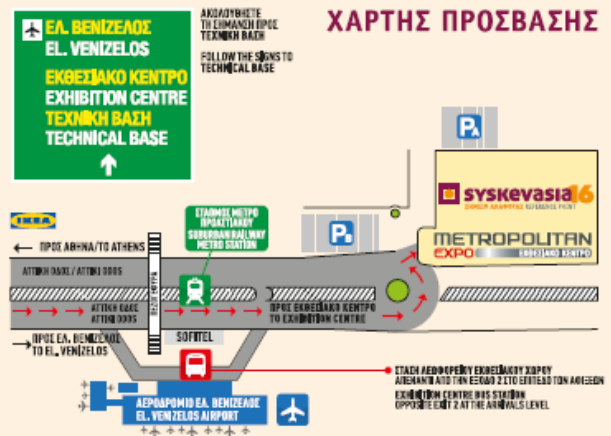 ΧΑΡΤΗΣ ΠΡΟΣΒΑΣΗΣ
ΕΛ. ΒΕΝΙΖΕΛΟΣ
EL. VENIZELOS
ΕΚΘΕΣΙΑΚΟ ΚΕΝΤΡΟ
EXHIBITION CENTRE
ΤΕΧΝΙΚΗ ΒΑΣΗ
TECHNICAL BASE
ΑΚΟΛΟΥΘΗΣΤΕ
ΤΗ ΣΗΜΑΝΣΗ ΠΡΟΣ
ΤΕΧΝΙΚΗ ΒΑΣΗ
FOLLOW THE SIGNS TO
TECHNICAL BASE
PA
syskevasia16
METROPOLITAN
EXPO ΕΚΘΕΣΙΑΚΟ ΚΕΝΤΡΟ
IKEA
ΣΤΑΘΜΟΣ ΜΕΤΡΟ
ΠΡΟΑΣΤΙΑΚΟΥ
SUBURBAN RAILWAY
METRO STATION
PB
ΠΡΟΣ ΑΘΗΝΑ/TO ATHENS
ΑΤΤΙΚΗ ΟΔΟΣ/ATTIKI ODOS
ΠΕΖΟΓΕΦΥΡΑ
ΑΤΤΙΚΗ ΟΔΟΣ
ATTIKI ODOS
ΠΡΟΣ ΕΚΘΕΣΙΑΚΟ ΚΕΝΤΡΟ
TO EXHIBITION CENTRE
ΠΡΟΣ ΕΛ. ΒΕΝΙΖΕΛΟΣ
TO EL. VENIZELOS
SOFITEL
ΣΤΑΣΗ ΛΕΩΦΟΡΕΙΟΥ ΕΚΘΕΣΙΑΚΟΥ ΧΩΡΟΥ
ΑΠΕΝΑΝΤΙ ΑΠΟ ΤΗΝ ΕΞΟΔΟ 2 ΣΤΟ ΕΠΙΠΕΔΟ ΤΩΝ ΑΦΙΞΕΩΝ
EXHIBITION CENTRE BUS STATION
OPPOSITE EXIT 2 AT THE ARRIVALS LEVEL
ΑΕΡΟΔΡΟΜΙΟ ΕΛ. ΒΕΝΙΖΕΛΟΣ
EL. VENIZELOS AIRPORT